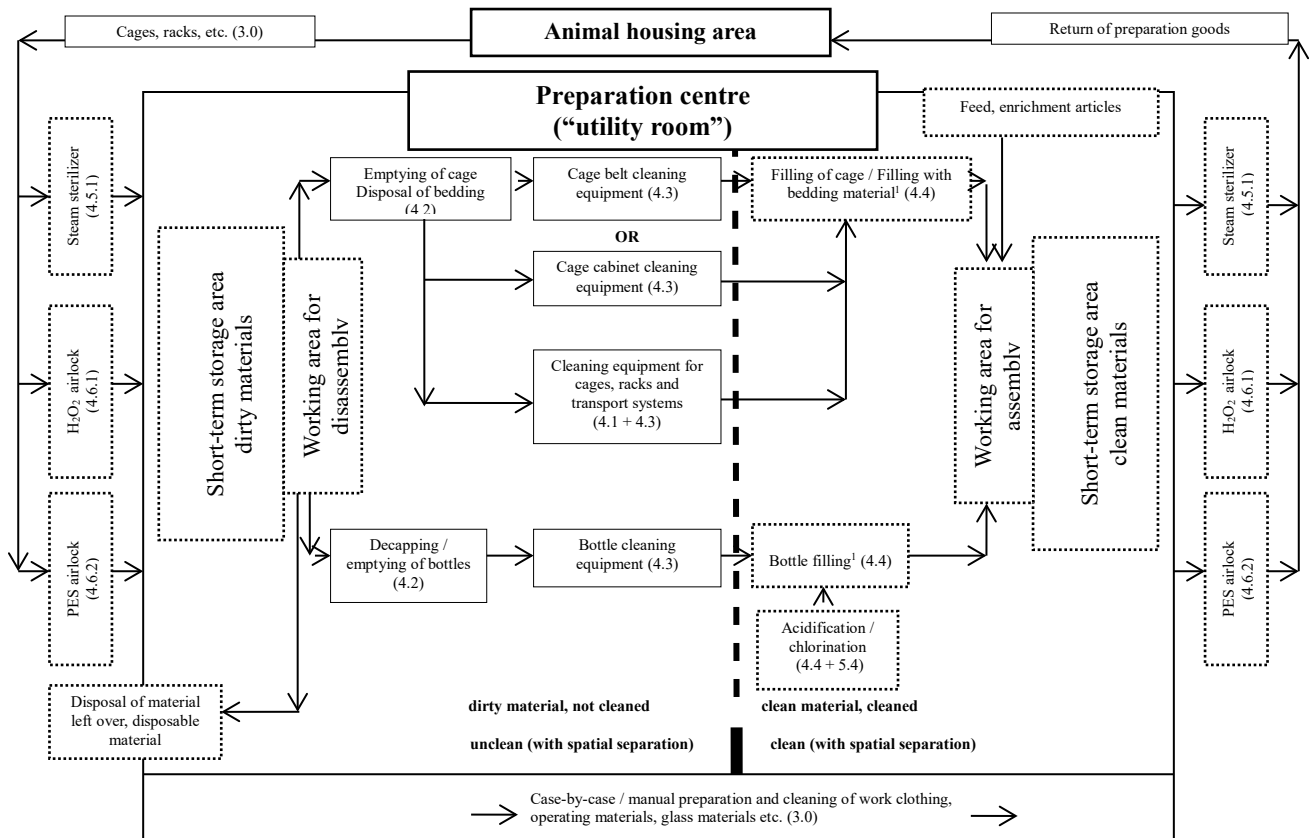 Cages, racks, etc. (3.0)
Animal housing area
Return of preparation goods
Preparation centre
(“utility room”)
Feed, enrichment articles
Steam sterilizer
(4.5.1)
H₂O₂ airlock
(4.6.1)
PES airlock
(4.6.2)
Short-term storage area
dirty materials
Working area for
disassembly
Emptying of cage
Disposal of bedding
(4.2)
Cage belt cleaning
equipment (4.3)
OR
Cage cabinet cleaning
equipment (4.3)
Cleaning equipment for
cages, racks and
transport systems
(4.1 + 4.3)
Decapping /
emptying of bottles
(4.2)
Bottle cleaning
equipment (4.3)
Filling of cage / Filling with
bedding material¹ (4.4)
Bottle filling¹ (4.4)
Acidification /
chlorination
(4.4 + 5.4)
Working area for
assembly
Short-term storage area
clean materials
Steam sterilizer
(4.5.1)
H₂O₂ airlock
(4.6.1)
PES airlock
(4.6.2)
Disposal of material
left over, disposable
material
dirty material, not cleaned
clean material, cleaned
unclean (with spatial separation)
clean (with spatial separation)
Case-by-case / manual preparation and cleaning of work clothing,
operating materials, glass materials etc. (3.0)